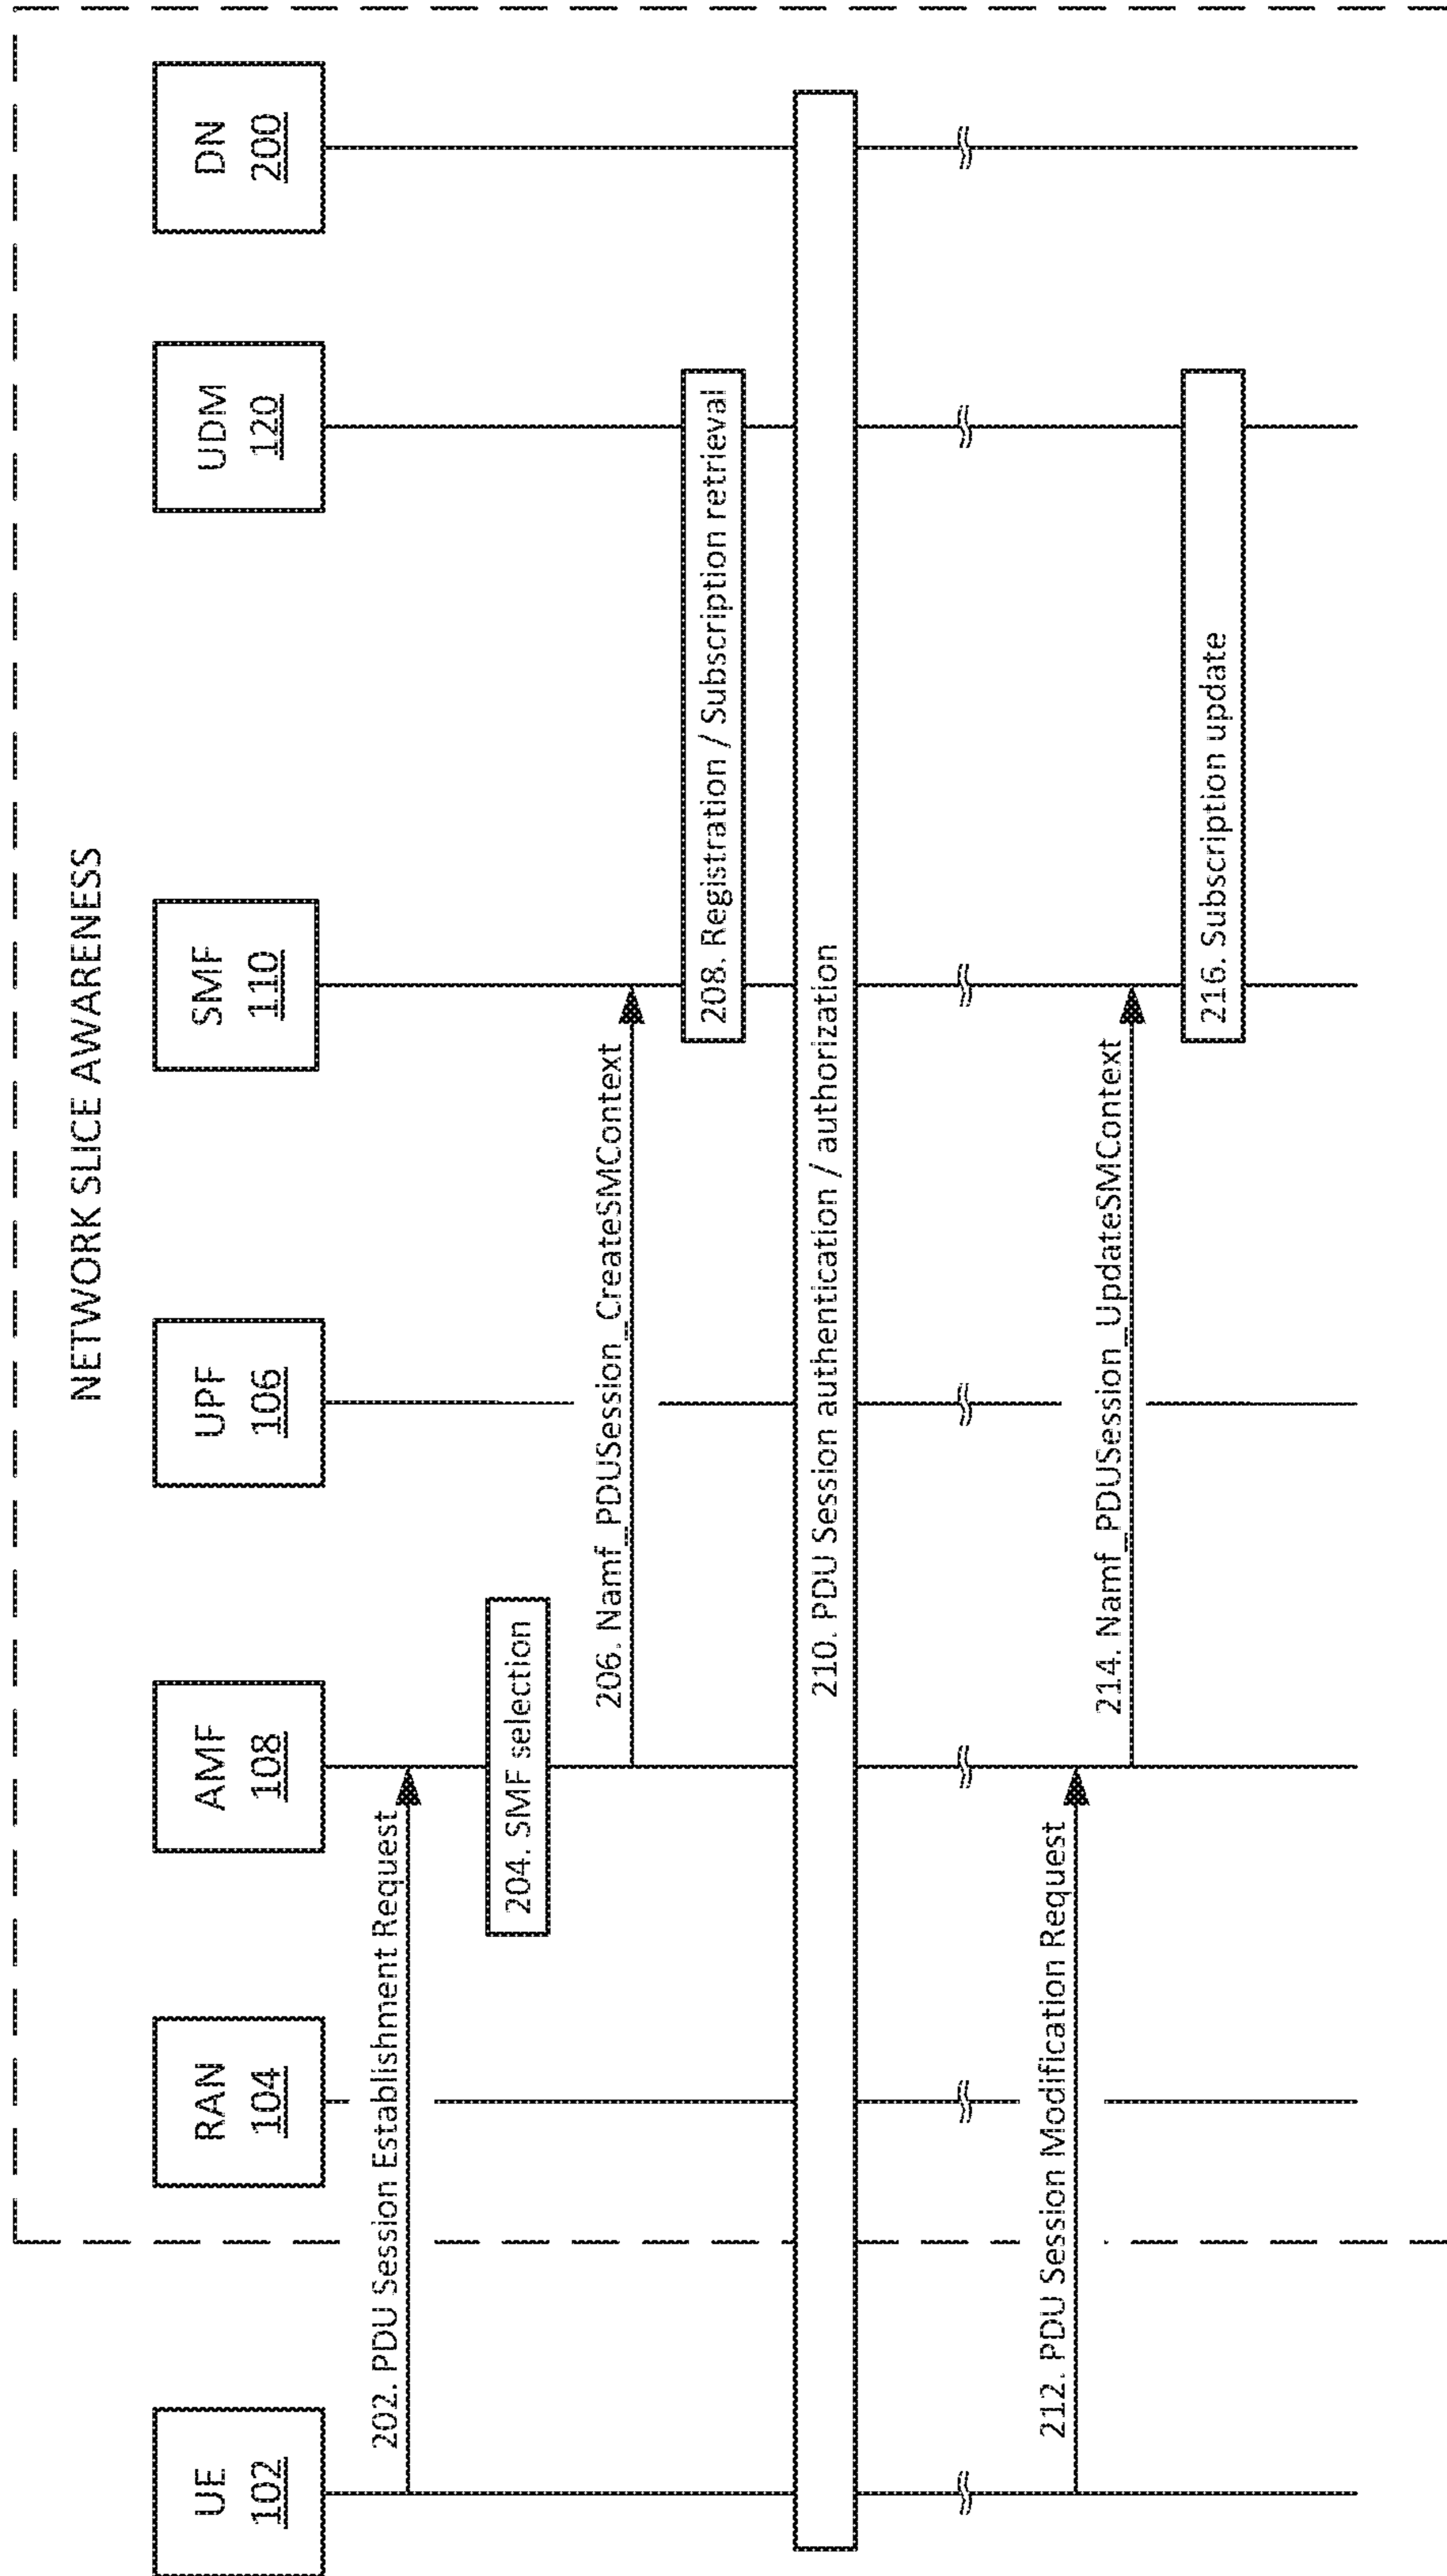 NETWORK SLICE AWARENESS
UE
102
RAN
104
AMF
108
UPF
106
SMF
110
UDM
120
DN
200
202. PDU Session Establishment Request
204. SMF selection
206. Namf_PDUSession_CreateSMContext
208. Registration / Subscription retrieval
210. PDU Session authentication / authorization
212. PDU Session Modification Request
214. Namf_PDUSession_UpdateSMContext
216. Subscription update